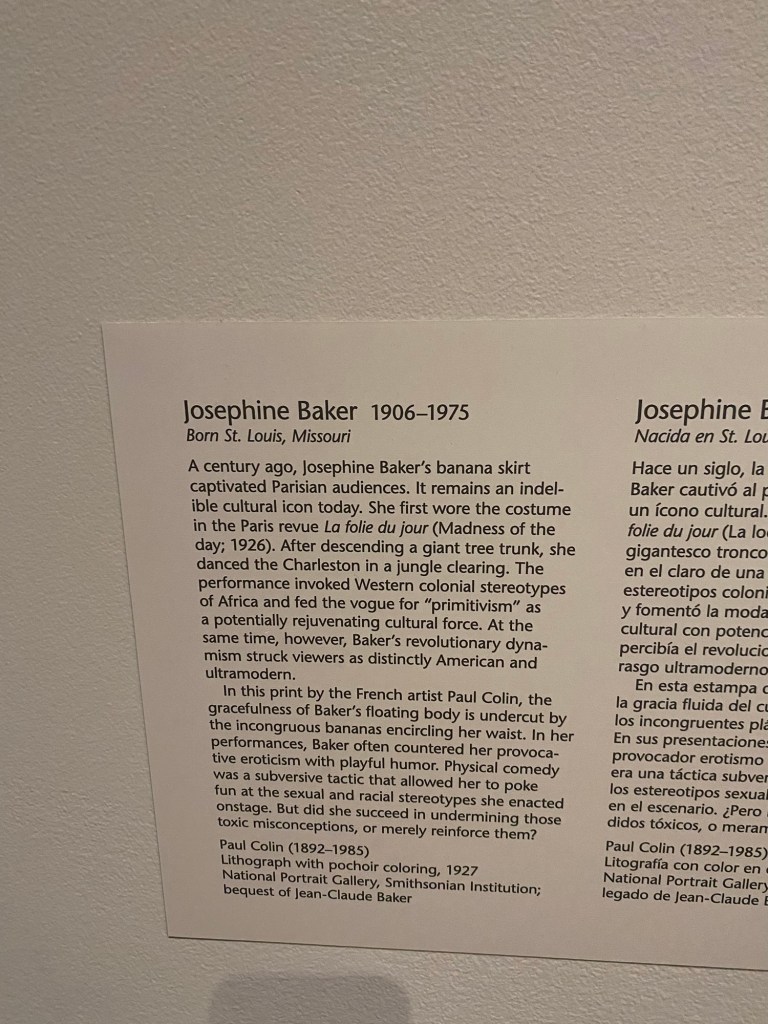 Josephine Baker 1906–1975
Born St. Louis, Missouri
A century ago, Josephine Baker's banana skirt
captivated Parisian audiences. It remains an indel-
ible cultural icon today. She first wore the costume
in the Paris revue La folie du jour (Madness of the
day; 1926). After descending a giant tree trunk, she
danced the Charleston in a jungle clearing. The
performance invoked Western colonial stereotypes
of Africa and fed the vogue for "primitivism" as
a potentially rejuvenating cultural force. At the
same time, however, Baker's revolutionary dyna-
mism struck viewers as distinctly American and
ultramodern.
In this print by the French artist Paul Colin, the
gracefulness of Baker's floating body is undercut by
the incongruous bananas encircling her waist. In her
performances, Baker often countered her provoca-
tive eroticism with playful humor. Physical comedy
was a subversive tactic that allowed her to poke
fun at the sexual and racial stereotypes she enacted
onstage. But did she succeed in undermining those
toxic misconceptions, or merely reinforce them?
Paul Colin (1892–1985)
Lithograph with pochoir coloring, 1927
National Portrait Gallery, Smithsonian Institution;
bequest of Jean-Claude Baker
Josephine
Nacida en St.
Hace un siglo, la
Baker cautivó al
un ícono cultural.
folie du jour (La
gigantesco tronco
en el claro de una
estereotipos
y fomentó la moda
cultural con
percibía el
rasgo ultramoderno
En esta estampa
la gracia fluida del
los incongruentes
En sus presentaciones
provocador erotismo
era una táctica
los estereotipos
en el escenario. ¿Pero
didos tóxicos, o
Paul Colin (1892–1985)
Litografía con color en
National Portrait Gallery
legado de Jean-Claude